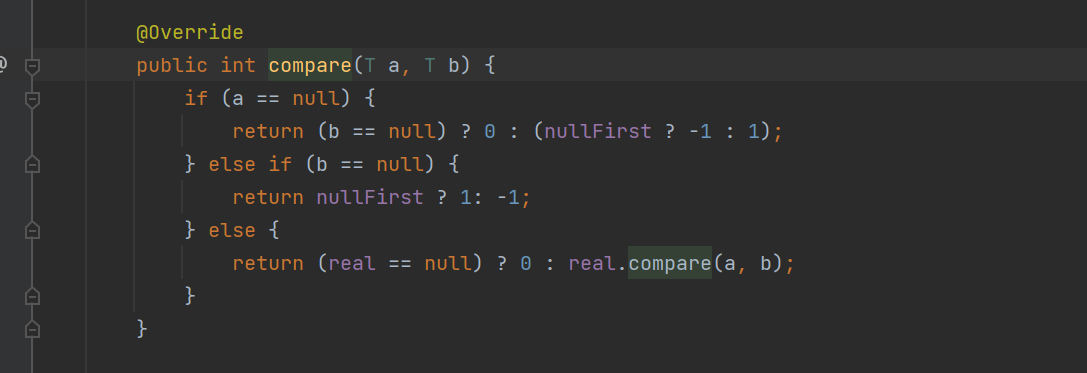 @Override
@ public int compare(T a, T b) {
if (a == null) {
return (b == null) ? 0 : (nullFirst ? -1 : 1);
} else if (b == null) {
return nullFirst ? 1: -1;
} else {
return (real == null) ? 0 : real.compare(a, b);
}
}